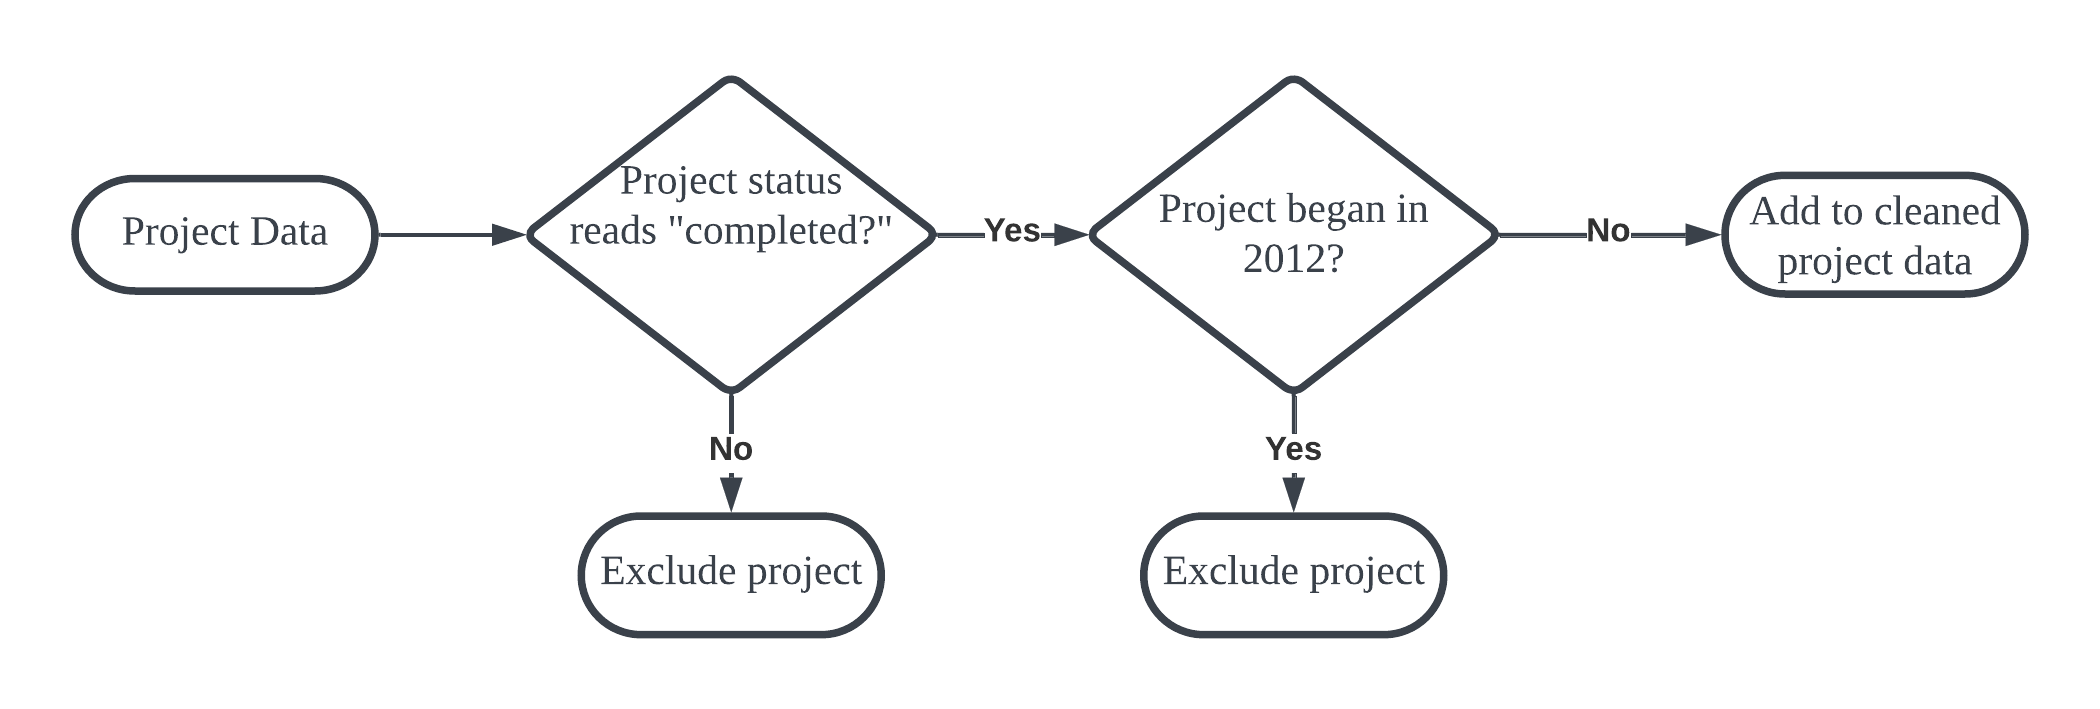 Project Data
Project status
reads "completed?"
Yes
Project began in
2012?
No
Add to cleaned
project data
No
Yes
Exclude project
Exclude project